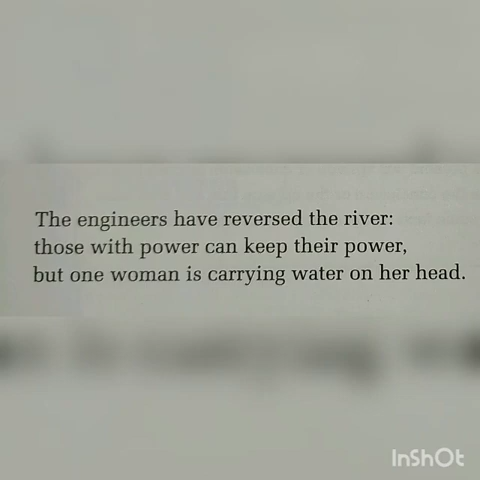 The engineers have reversed the river:
those with power can keep their power,
but one woman is carrying water on her head.
InShOt